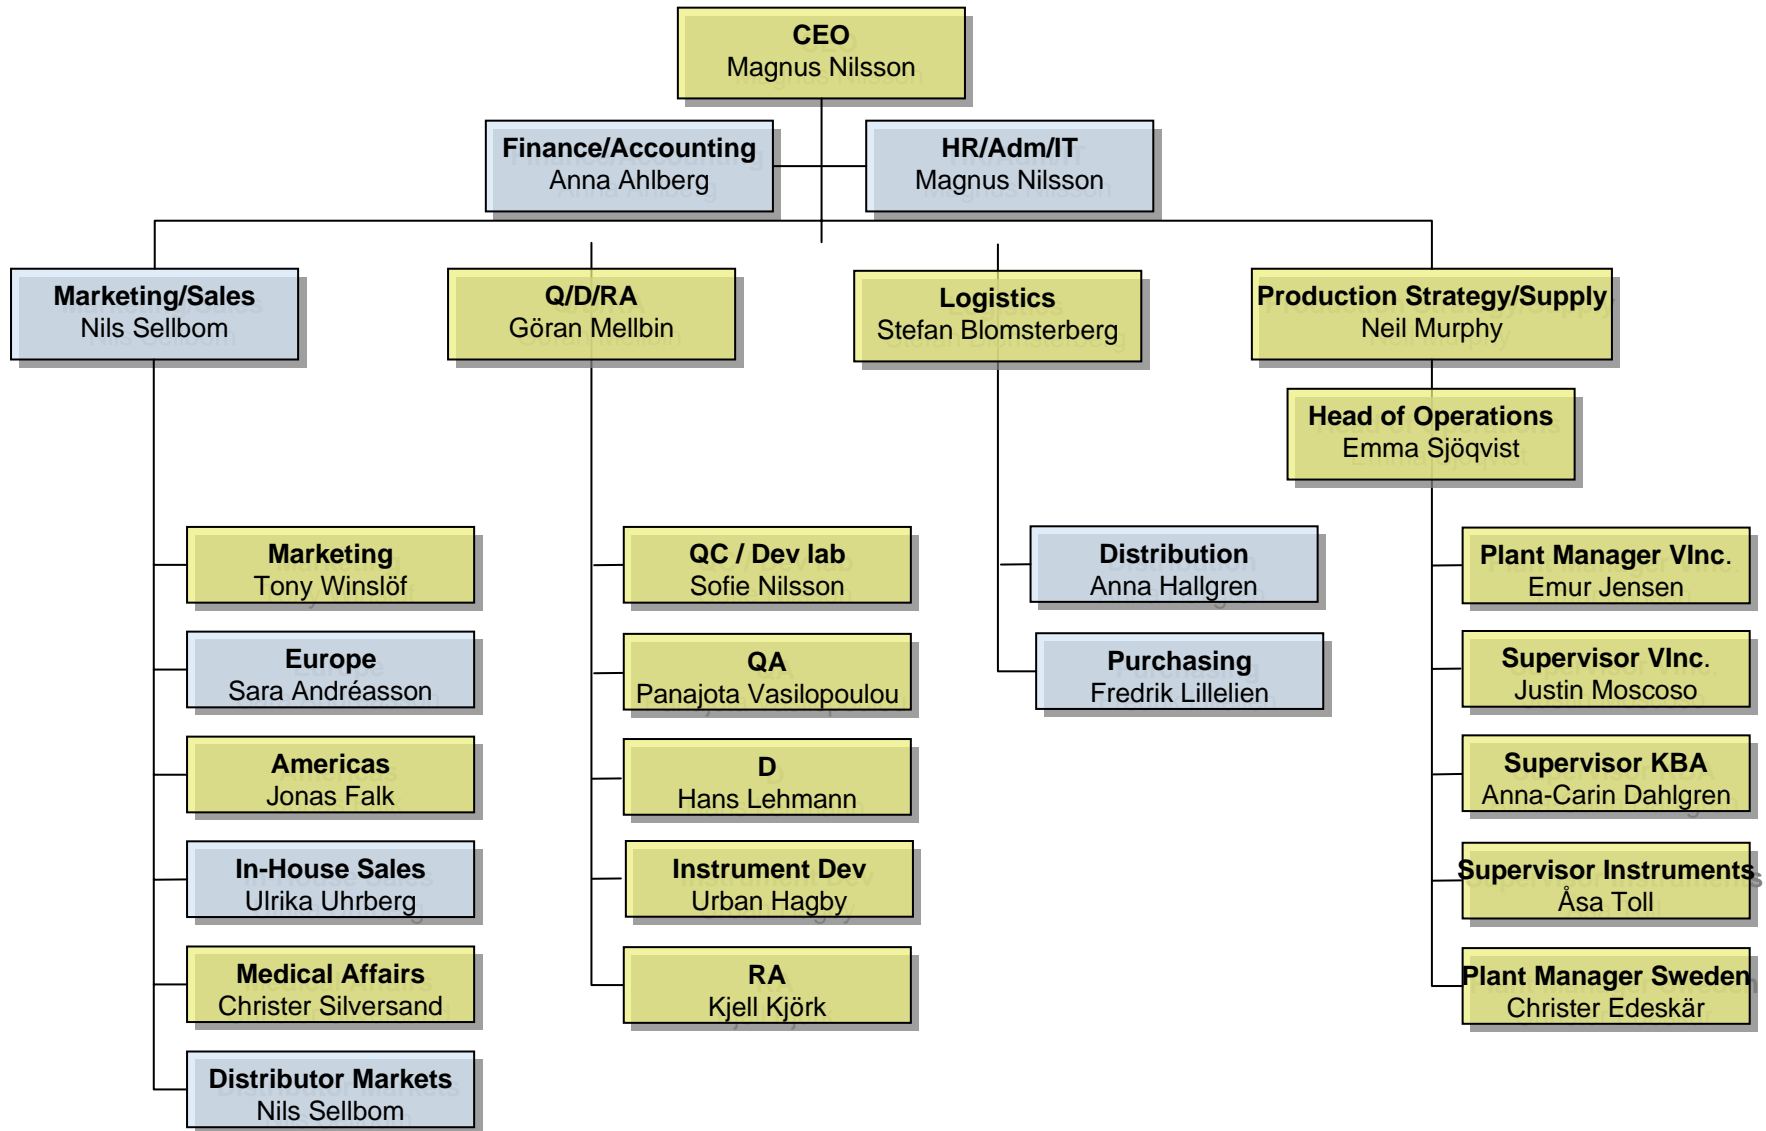 CEO
Magnus Nilsson
Finance/Accounting
Anna Ahlberg
HR/Adm/IT
Magnus Nilsson
Marketing/Sales
Nils Sellbom
Q/D/RA
Göran Mellbin
Logistics
Stefan Blomsterberg
Production Strategy/Supply
Neil Murphy
Head of Operations
Emma Sjöqvist
Marketing
Tony Winslöf
Europe
Sara Andréasson
Americas
Jonas Falk
In-House Sales
Ulrika Uhrberg
Medical Affairs
Christer Silversand
Distributor Markets
Nils Sellbom
QC / Dev lab
Sofie Nilsson
QA
Panajota Vasilopoulou
D
Hans Lehmann
Instrument Dev
Urban Hagby
RA
Kjell Kjörk
Distribution
Anna Hallgren
Purchasing
Fredrik Lillelien
Plant Manager VInc.
Emur Jensen
Supervisor VInc.
Justin Moscoso
Supervisor KBA
Anna-Carin Dahlgren
Supervisor Instruments
Åsa Toll
Plant Manager Sweden
Christer Edeskär